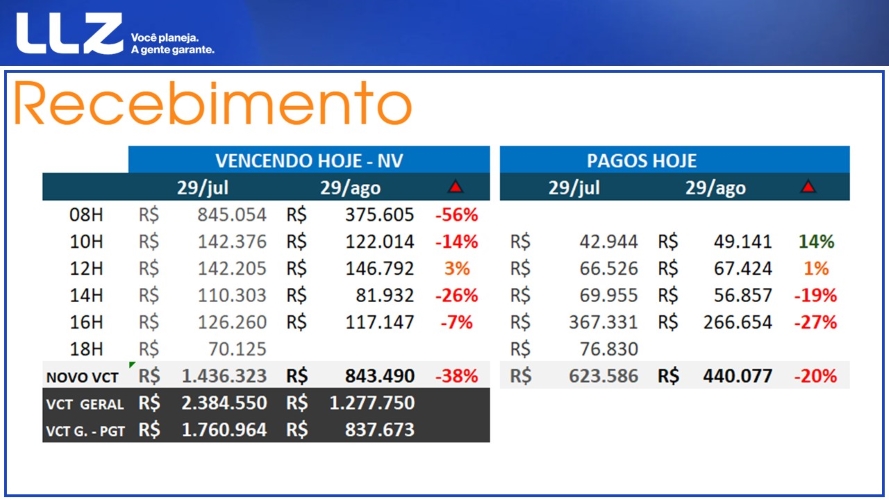 LLZ
Você planeja.
A gente garante.
Recebimento
VENCENDO HOJE - NV PAGOS HOJE
29/jul 29/ago 29/jul 29/ago
08H R$ 845.054 R$ 375.605 -56%
10H R$ 142.376 R$ 122.014 -14% R$ 42.944 R$ 49.141 14%
12H R$ 142.205 R$ 146.792 3% R$ 66.526 R$ 67.424 1%
14H R$ 110.303 R$ 81.932 -26% R$ 69.955 R$ 56.857 -19%
16H R$ 126.260 R$ 117.147 -7% R$ 367.331 R$ 266.654 -27%
18H R$ 70.125 R$ 76.830
NOVO VCT R$ 1.436.323 R$ 843.490 -38% R$ 623.586 R$ 440.077 -20%
VCT GERAL R$ 2.384.550 R$ 1.277.750
VCT G. - PGT R$ 1.760.964 R$ 837.673